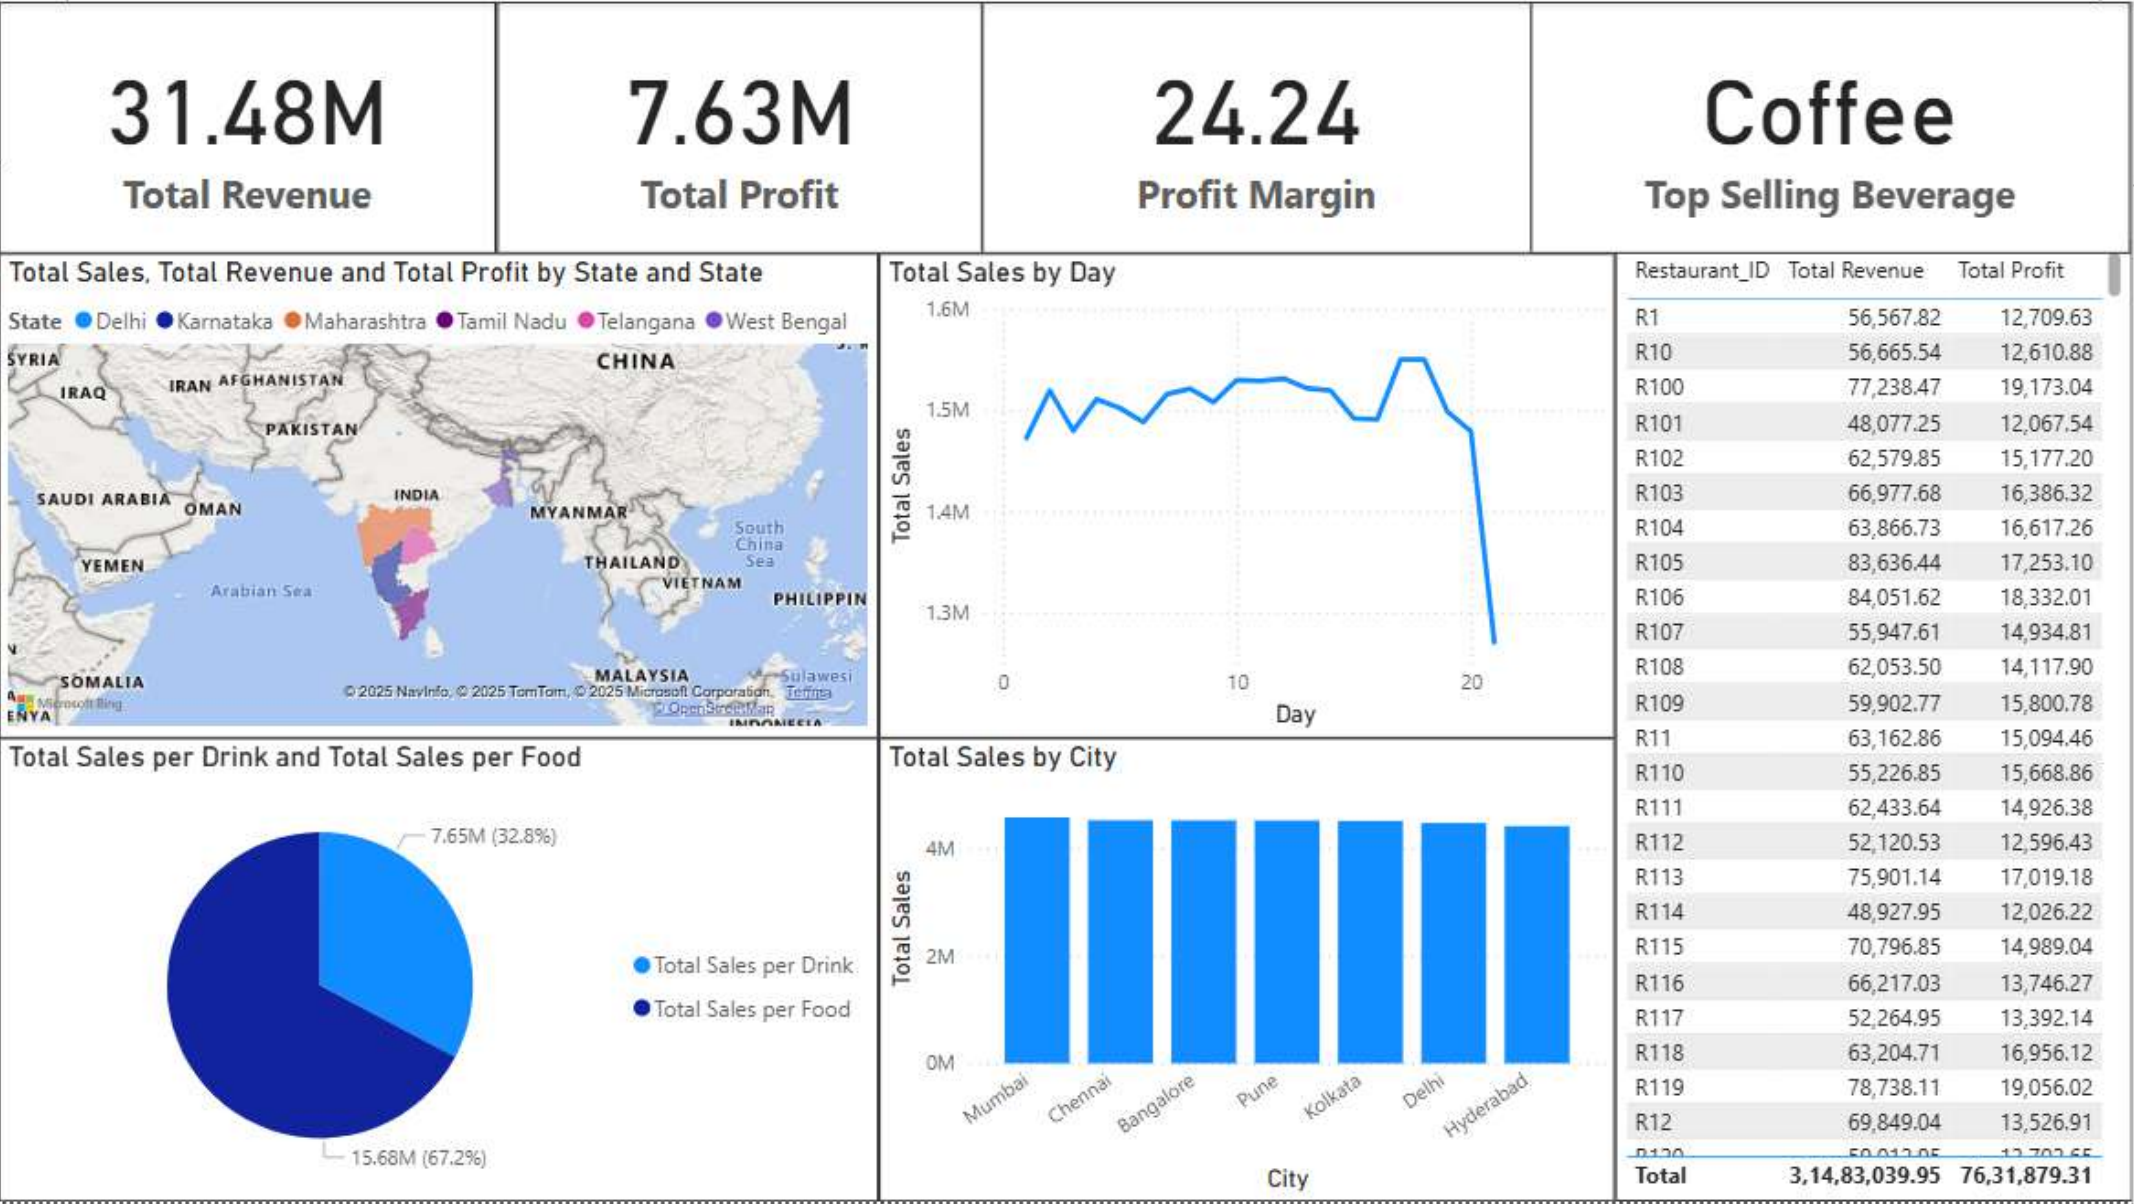 31.48M
Total Revenue
7.63M
Total Profit
24.24
Profit Margin
Coffee
Top Selling Beverage
Total Sales, Total Revenue and Total Profit by State and State
State Delhi Karnataka Maharashtra Tamil Nadu Telangana West Bengal
SYRIA
IRAQ
IRAN
AFGHANISTAN
CHINA
PAKISTAN
SAUDI ARABIA
OMAN
INDIA
MYANMAR
YEMEN
Arabian Sea
THAILAND
VIETNAM
South
China
Sea
PHILIPPIN
SOMALIA
MALAYSIA
Sulawesi
ENYA
Microsoft Bing
© 2025 NavInfo, © 2025 TomTom, © 2025 Microsoft Corporation, Terms
© OpenStreetMap
INDONESIA
Total Sales by Day
Total Sales
1.6M
1.5M
1.4M
1.3M
0 10 20
Day
Total Sales per Drink and Total Sales per Food
7.65M (32.8%)
15.68M (67.2%)
Total Sales per Drink
Total Sales per Food
Total Sales by City
Total Sales
4M
2M
0M
Mumbai Chennai Bangalore Pune Kolkata Delhi Hyderabad
City
Restaurant_ID Total Revenue Total Profit
R1 56,567.82 12,709.63
R10 56,665.54 12,610.88
R100 77,238.47 19,173.04
R101 48,077.25 12,067.54
R102 62,579.85 15,177.20
R103 66,977.68 16,386.32
R104 63,866.73 16,617.26
R105 83,636.44 17,253.10
R106 84,051.62 18,332.01
R107 55,947.61 14,934.81
R108 62,053.50 14,117.90
R109 59,902.77 15,800.78
R11 63,162.86 15,094.46
R110 55,226.85 15,668.86
R111 62,433.64 14,926.38
R112 52,120.53 12,596.43
R113 75,901.14 17,019.18
R114 48,927.95 12,026.22
R115 70,796.85 14,989.04
R116 66,217.03 13,746.27
R117 52,264.95 13,392.14
R118 63,204.71 16,956.12
R119 78,738.11 19,056.02
R12 69,849.04 13,526.91
Total 3,14,83,039.95 76,31,879.31